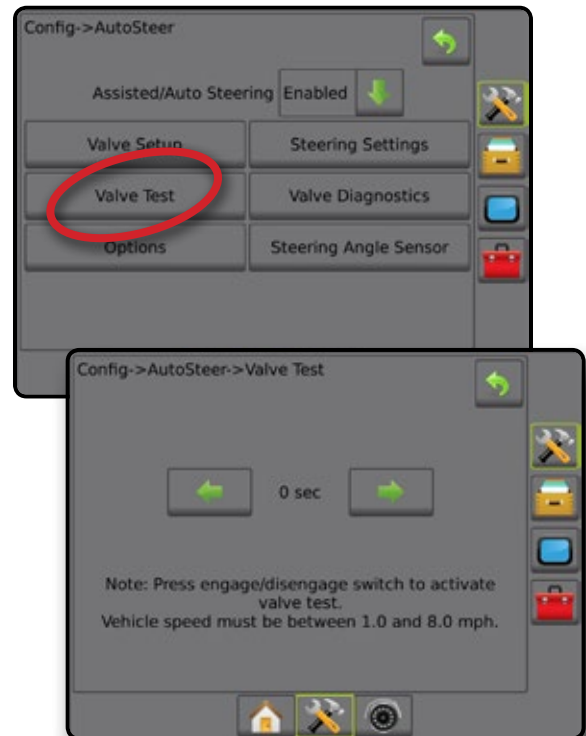 Config->AutoSteer
Assisted/Auto Steering Enabled
Valve Setup Steering Settings
Valve Test Valve Diagnostics
Options Steering Angle Sensor
Config->AutoSteer->Valve Test
0 sec
Note: Press engage/disengage switch to activate
valve test.
Vehicle speed must be between 1.0 and 8.0 mph.